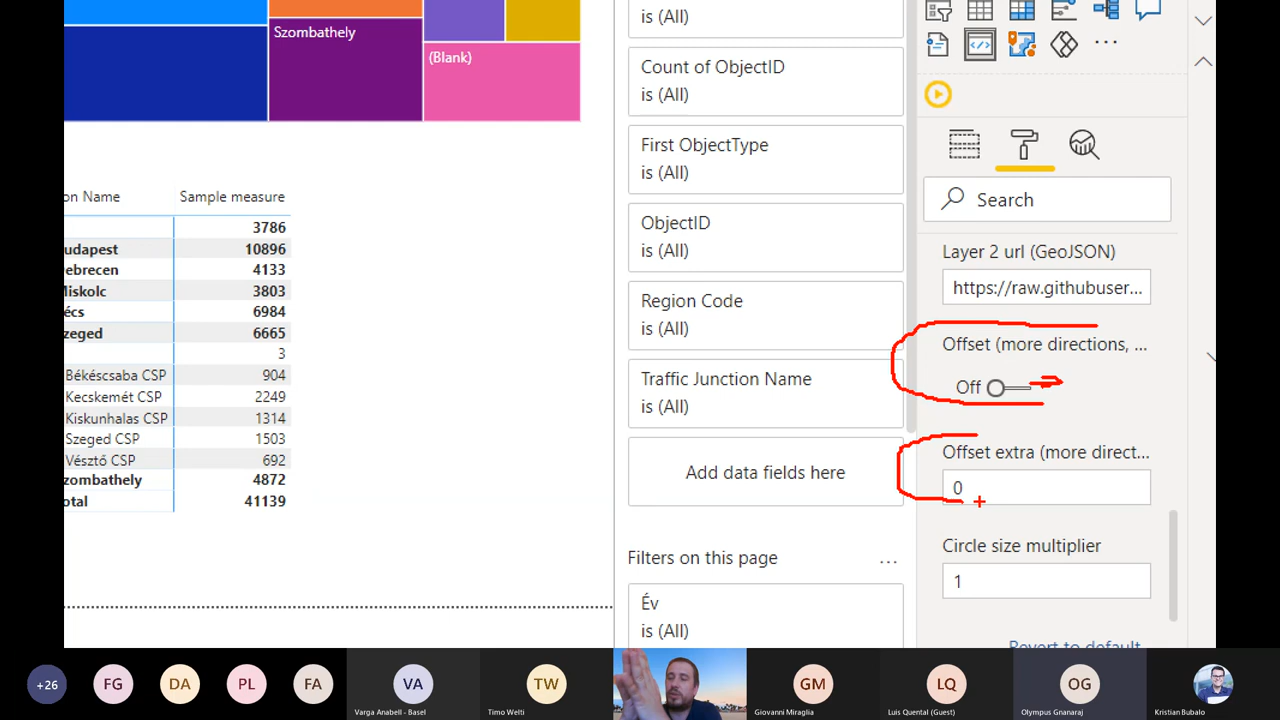 is (All)
Count of ObjectID
is (All)
First ObjectType
is (All)
ObjectID
is (All)
Region Code
is (All)
Traffic Junction Name
is (All)
Add data fields here
Filters on this page
...
Év
is (All)
Szombathely
(Blank)
on Name Sample measure
3786
udapest 10896
ebrecen 4133
Miskolc 3803
écs 6984
zeged 6665
3
Békéscsaba CSP 904
Kecskemét CSP 2249
Kiskunhalas CSP 1314
Szeged CSP 1503
Vésztő CSP 692
zombathely 4872
otal 41139
Search
Layer 2 url (GeoJSON)
https://raw.githubuser...
Offset (more directions, ...
Off
Offset extra (more direct...
0
Circle size multiplier
1
Revert to default
+26
FG
DA
PL
FA
VA
Varga Anabell - Basel
TW
Timo Welti
GM
Giovanni Miraglia
LQ
Luis Quental (Guest)
OG
Olympus Gnanaraj
Kristian Bubalo